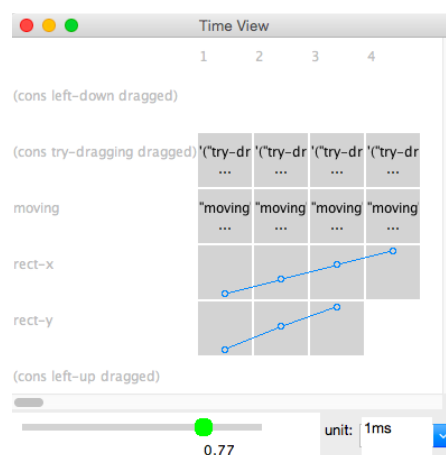 Time View
1 2 3 4
(cons left-down dragged)
(cons try-dragging dragged) '("try-dr '("try-dr '("try-dr '("try-dr
... ... ... ...
moving "moving" "moving" "moving" "moving"
... ... ... ...
rect-x
rect-y
(cons left-up dragged)
unit: 1ms
0.77